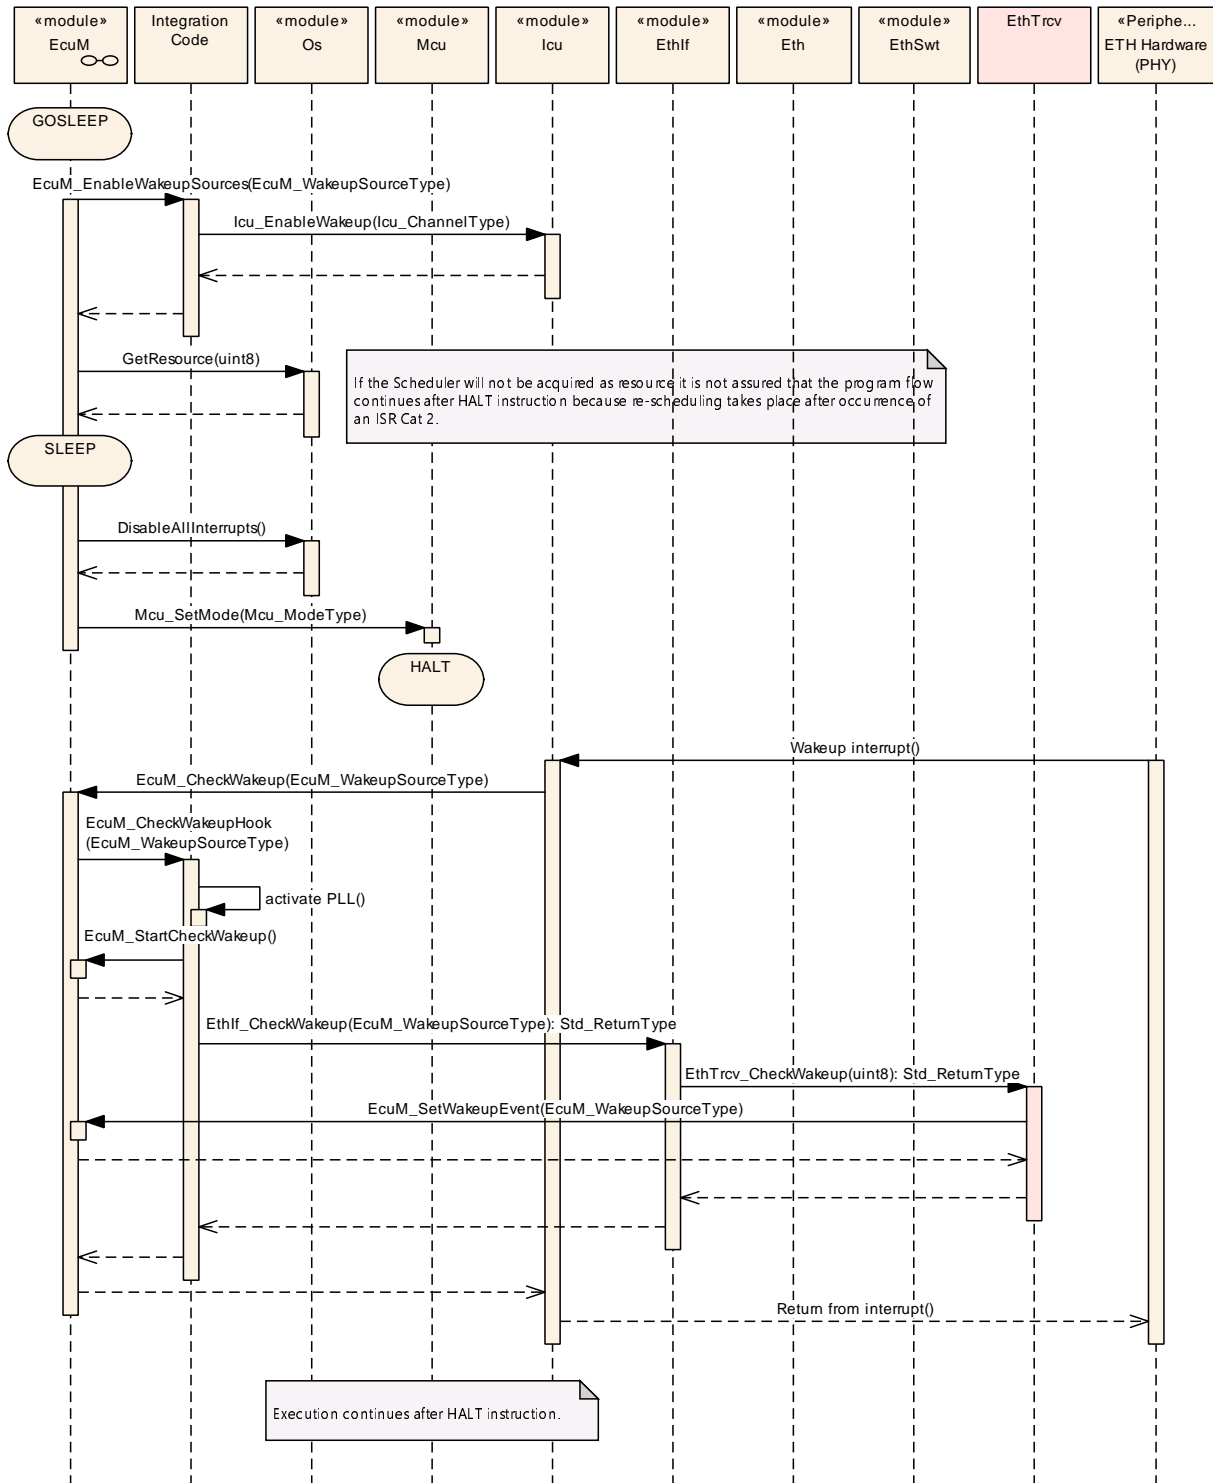 «module»
EcuM
Integration
Code
«module»
Os
«module»
Mcu
«module»
Icu
«module»
EthIf
«module»
Eth
«module»
EthSwt
EthTrcv
«Periphe...
ETH Hardware
(PHY)
GOSLEEP
EcuM_EnableWakeupSources(EcuM_WakeupSourceType)
Icu_EnableWakeup(Icu_ChannelType)
GetResource(uint8)
If the Scheduler will not be acquired as resource it is not assured that the program flow
continues after HALT instruction because re-scheduling takes place after occurrence of
an ISR Cat 2.
SLEEP
DisableAllInterrupts()
Mcu_SetMode(Mcu_ModeType)
HALT
Wakeup interrupt()
EcuM_CheckWakeup(EcuM_WakeupSourceType)
EcuM_CheckWakeupHook
(EcuM_WakeupSourceType)
activate PLL()
EcuM_StartCheckWakeup()
EthIf_CheckWakeup(EcuM_WakeupSourceType): Std_ReturnType
EthTrcv_CheckWakeup(uint8): Std_ReturnType
EcuM_SetWakeupEvent(EcuM_WakeupSourceType)
Return from interrupt()
Execution continues after HALT instruction.